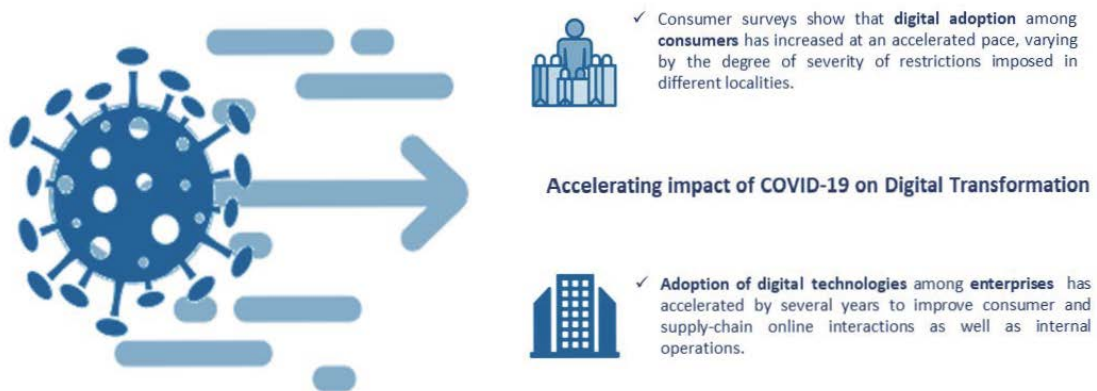 ✓ Consumer surveys show that digital adoption among
consumers has increased at an accelerated pace, varying
by the degree of severity of restrictions imposed in
different localities.
Accelerating impact of COVID-19 on Digital Transformation
✓ Adoption of digital technologies among enterprises has
accelerated by several years to improve consumer and
supply-chain online interactions as well as internal
operations.